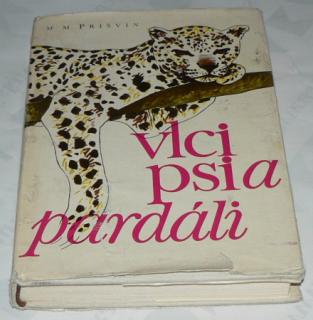 M. M. PRIŠVIN
vlci
psi a
pardáli